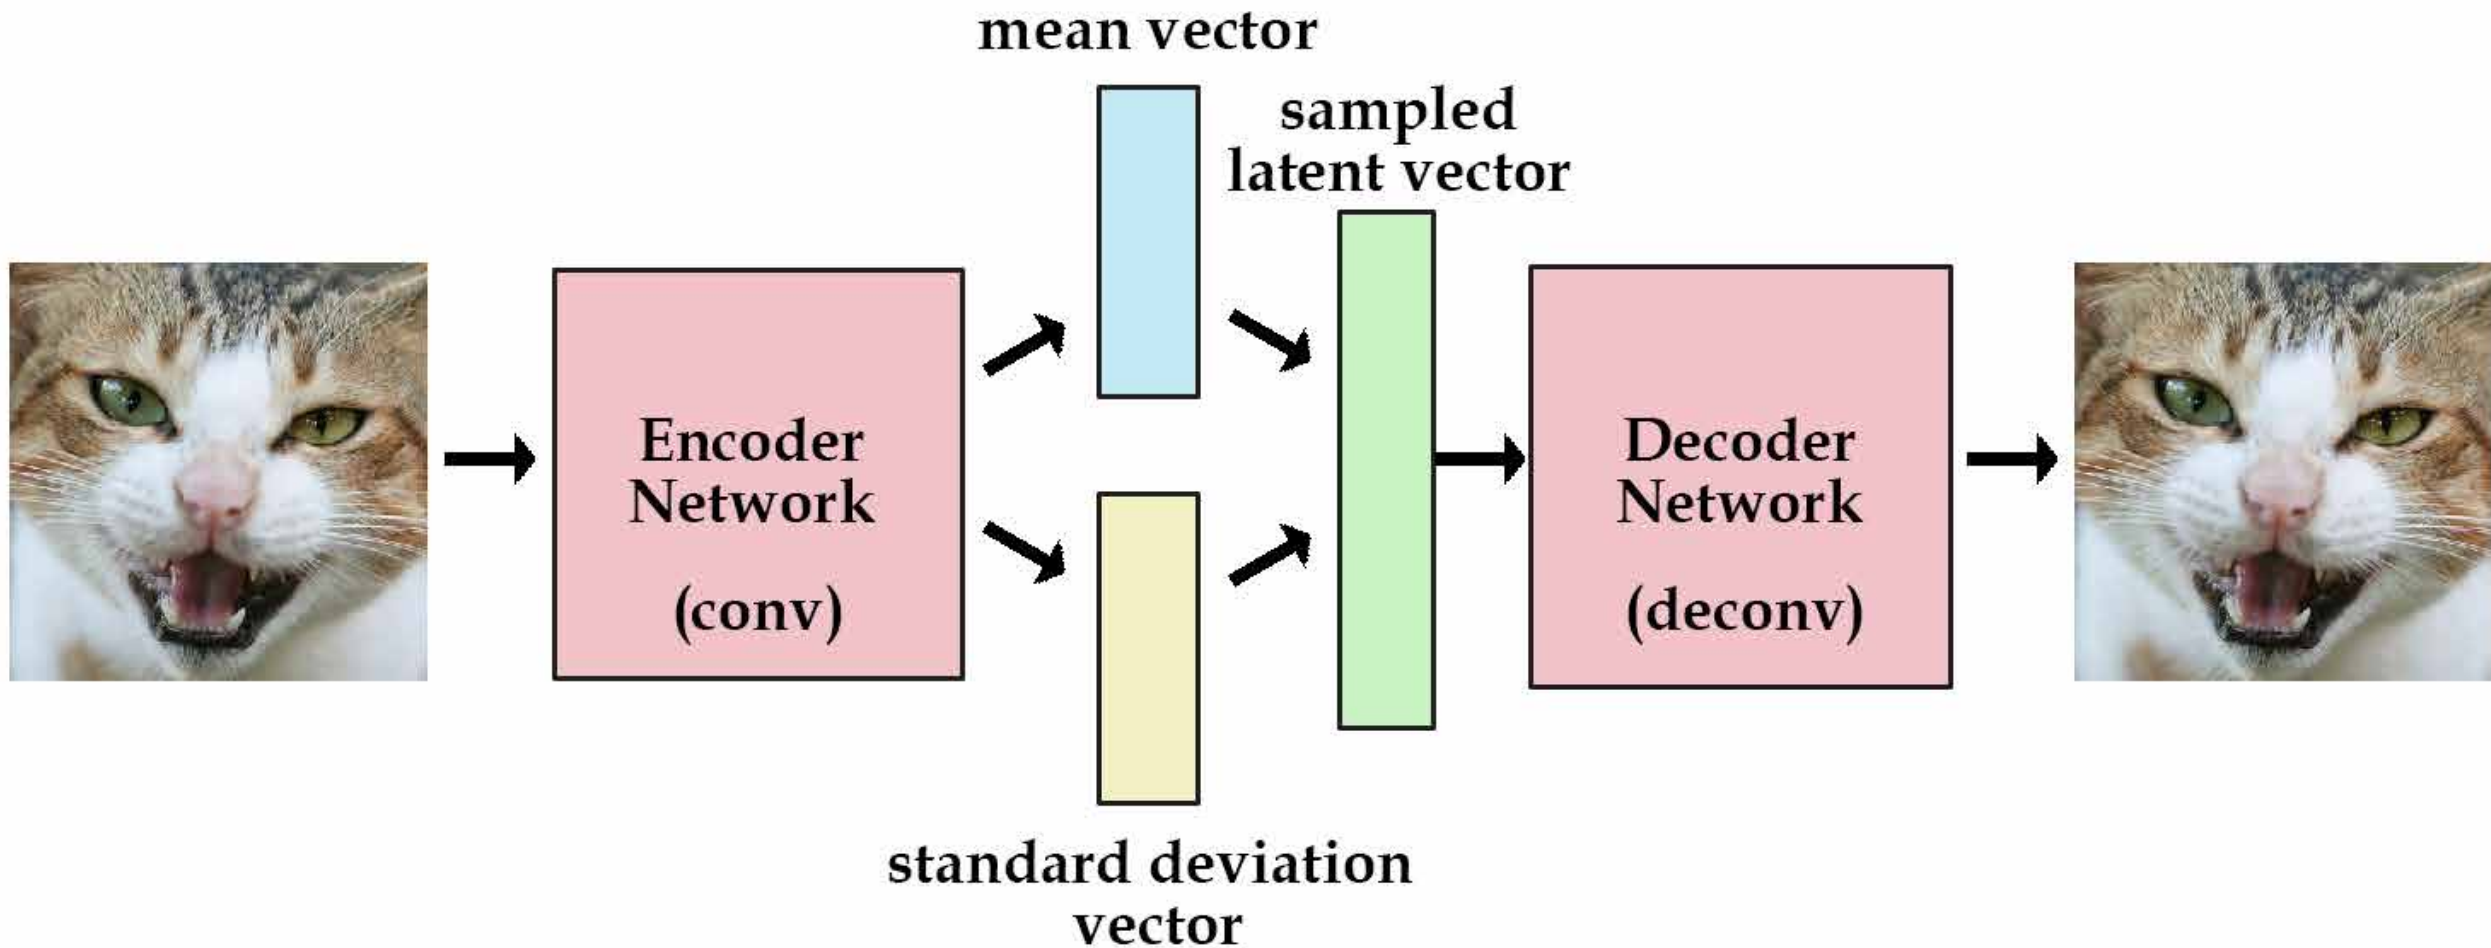 mean vector
sampled
latent vector
Encoder
Network
(conv)
Decoder
Network
(deconv)
standard deviation
vector